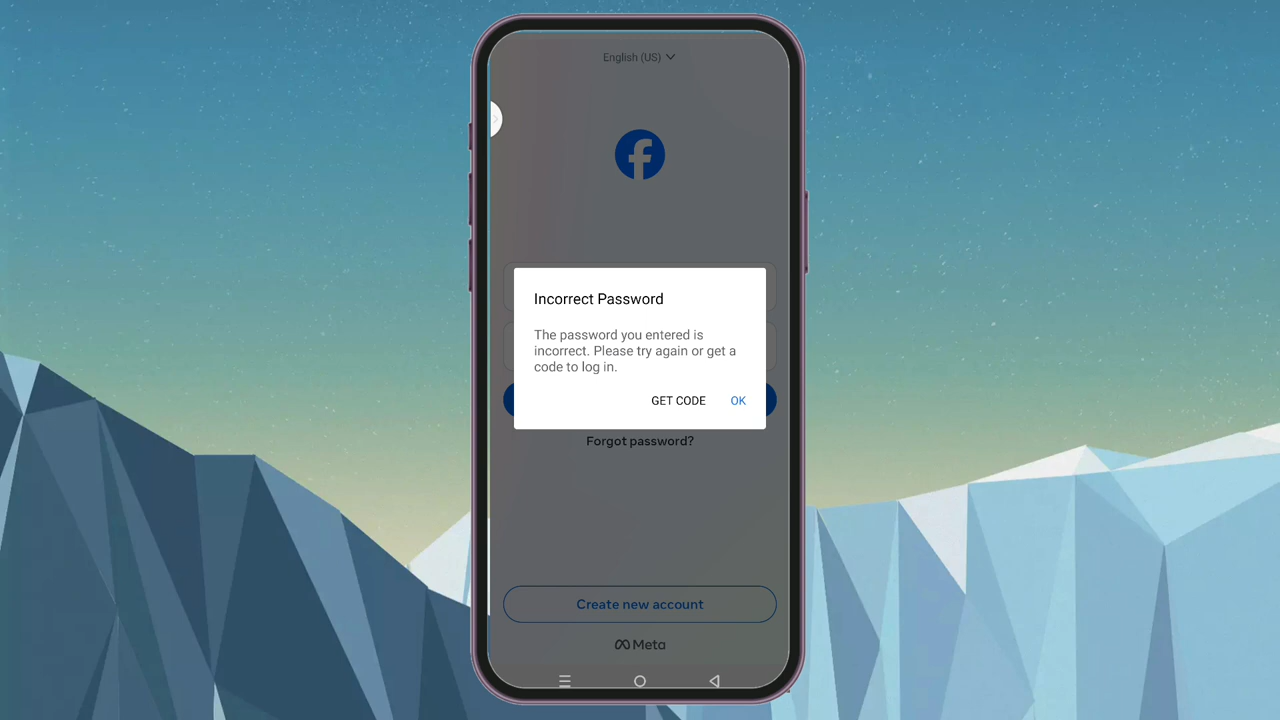 English (US)
Incorrect Password
The password you entered is
incorrect. Please try again or get a
code to log in.
GET CODE OK
Forgot password?
Create new account
Meta